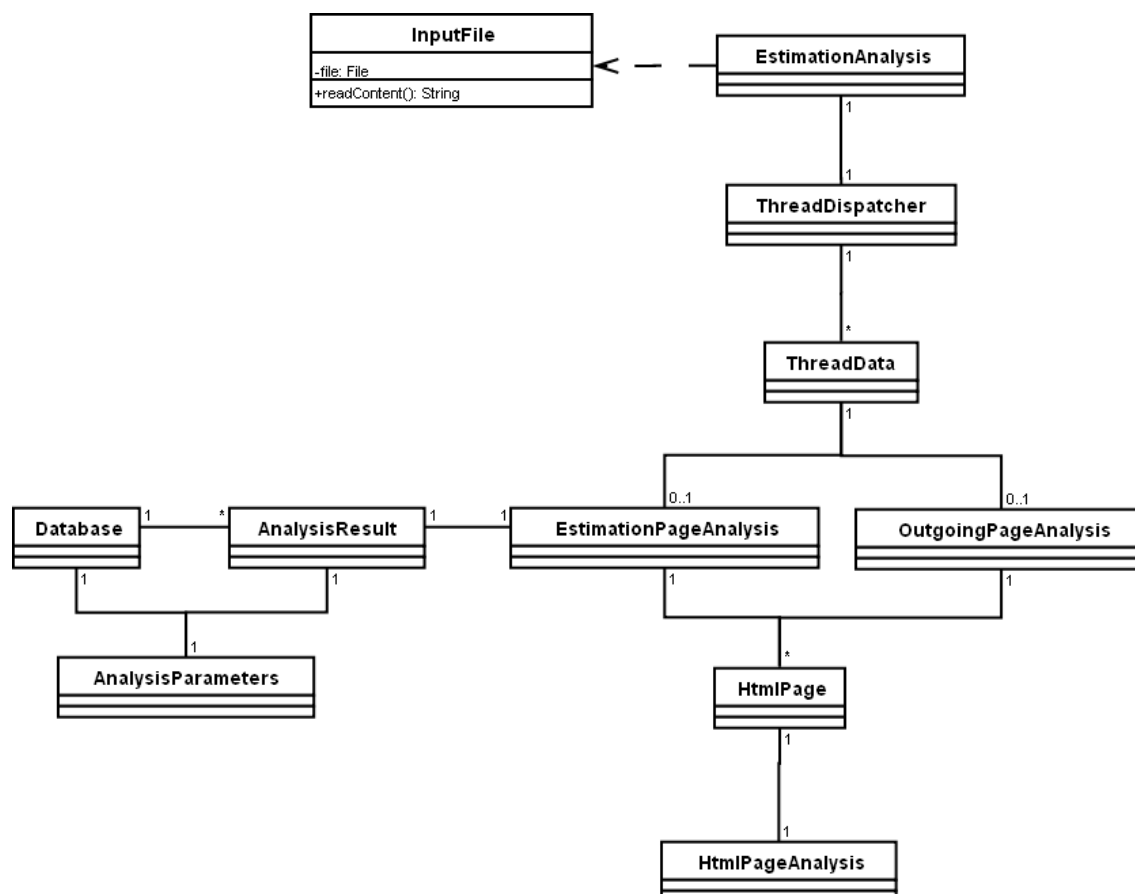 InputFile
-file: File
+readContent(): String
EstimationAnalysis
1
1
ThreadDispatcher
1
*
ThreadData
1
0..1
0..1
Database
1
*
AnalysisResult
1
1
EstimationPageAnalysis
OutgoingPageAnalysis
1
1
1
1
1
AnalysisParameters
*
HtmlPage
1
1
HtmlPageAnalysis